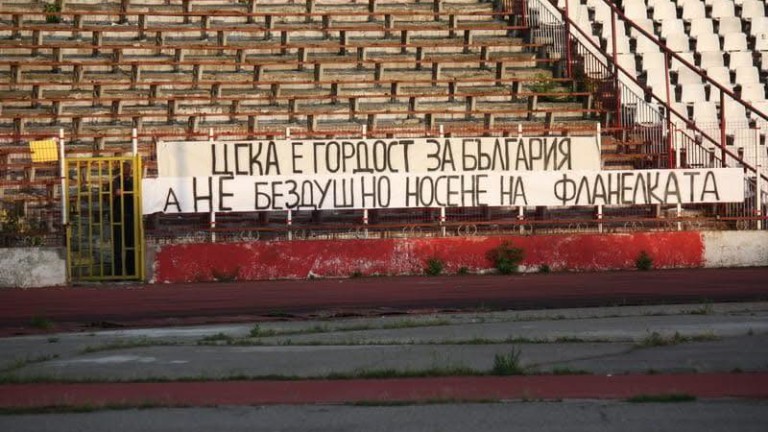 ЦСКА Е ГОРДОСТ ЗА БЪЛГАРИЯ
А НЕ БЕЗДУШНО НОСЕНЕ НА ФЛАНЕЛКАТА